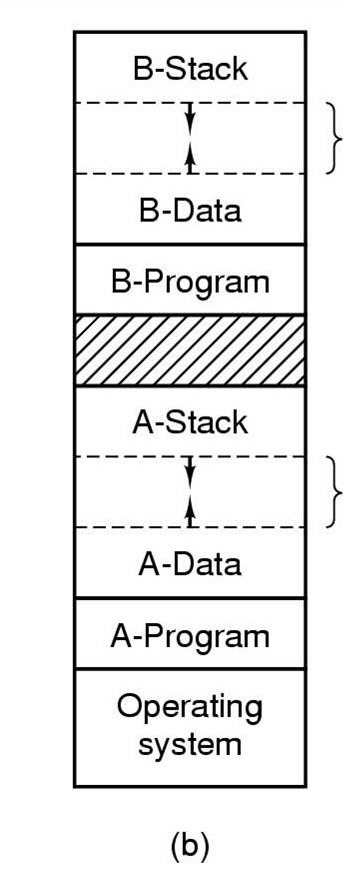 B-Stack
B-Data
B-Program
A-Stack
A-Data
A-Program
Operating
system
(b)